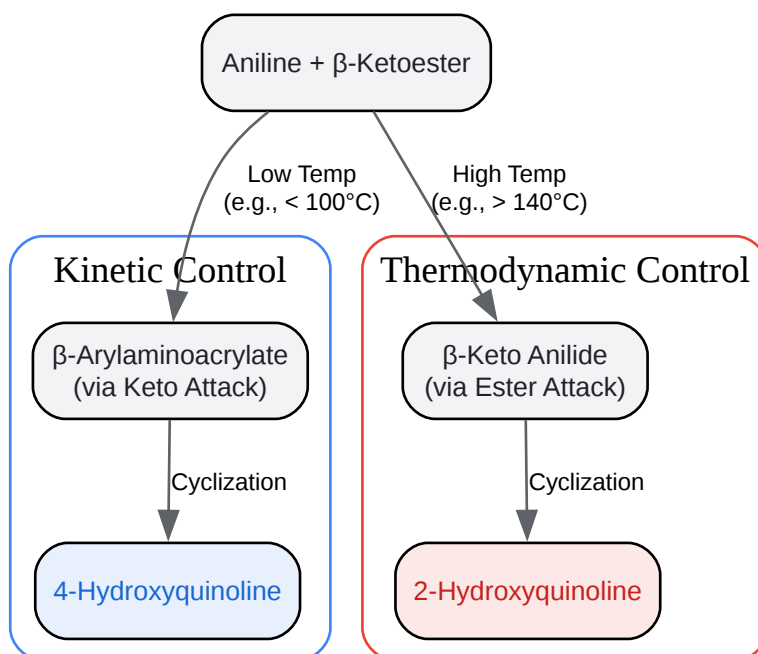 Aniline + β-Ketoester
Low Temp
(e.g., < 100°C)
High Temp
(e.g., > 140°C)
Kinetic Control
Thermodynamic Control
β-Arylaminoacrylate
(via Keto Attack)
β-Keto Anilide
(via Ester Attack)
Cyclization
Cyclization
4-Hydroxyquinoline
2-Hydroxyquinoline